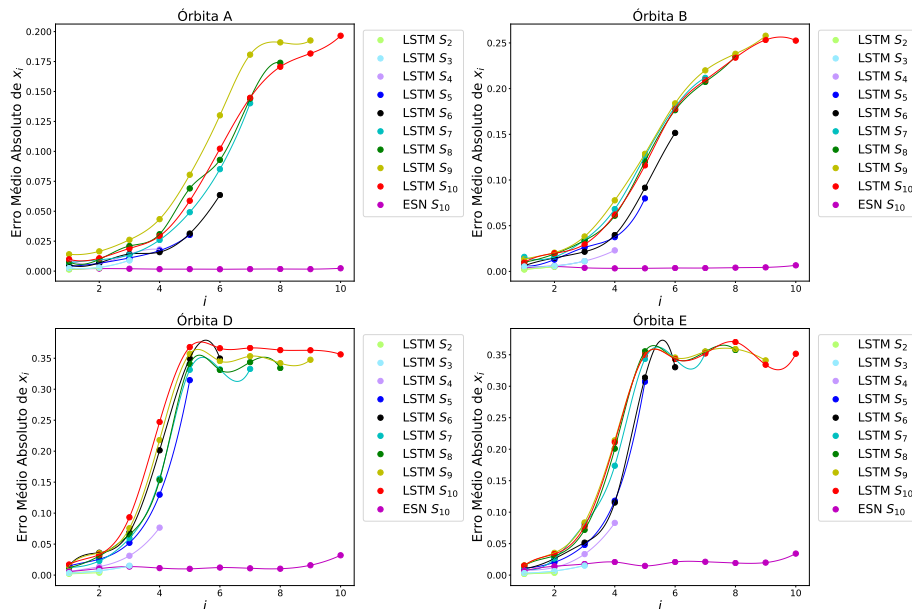 Órbita A
Erro Médio Absoluto de x_i
0.200
0.175
0.150
0.125
0.100
0.075
0.050
0.025
0.000
2 4 6 8 10
i
LSTM S_2
LSTM S_3
LSTM S_4
LSTM S_5
LSTM S_6
LSTM S_7
LSTM S_8
LSTM S_9
LSTM S_10
ESN S_10
Órbita B
Erro Médio Absoluto de x_i
0.25
0.20
0.15
0.10
0.05
0.00
2 4 6 8 10
i
LSTM S_2
LSTM S_3
LSTM S_4
LSTM S_5
LSTM S_6
LSTM S_7
LSTM S_8
LSTM S_9
LSTM S_10
ESN S_10
Órbita D
Erro Médio Absoluto de x_i
0.35
0.30
0.25
0.20
0.15
0.10
0.05
0.00
2 4 6 8 10
i
LSTM S_2
LSTM S_3
LSTM S_4
LSTM S_5
LSTM S_6
LSTM S_7
LSTM S_8
LSTM S_9
LSTM S_10
ESN S_10
Órbita E
Erro Médio Absoluto de x_i
0.35
0.30
0.25
0.20
0.15
0.10
0.05
0.00
2 4 6 8 10
i
LSTM S_2
LSTM S_3
LSTM S_4
LSTM S_5
LSTM S_6
LSTM S_7
LSTM S_8
LSTM S_9
LSTM S_10
ESN S_10